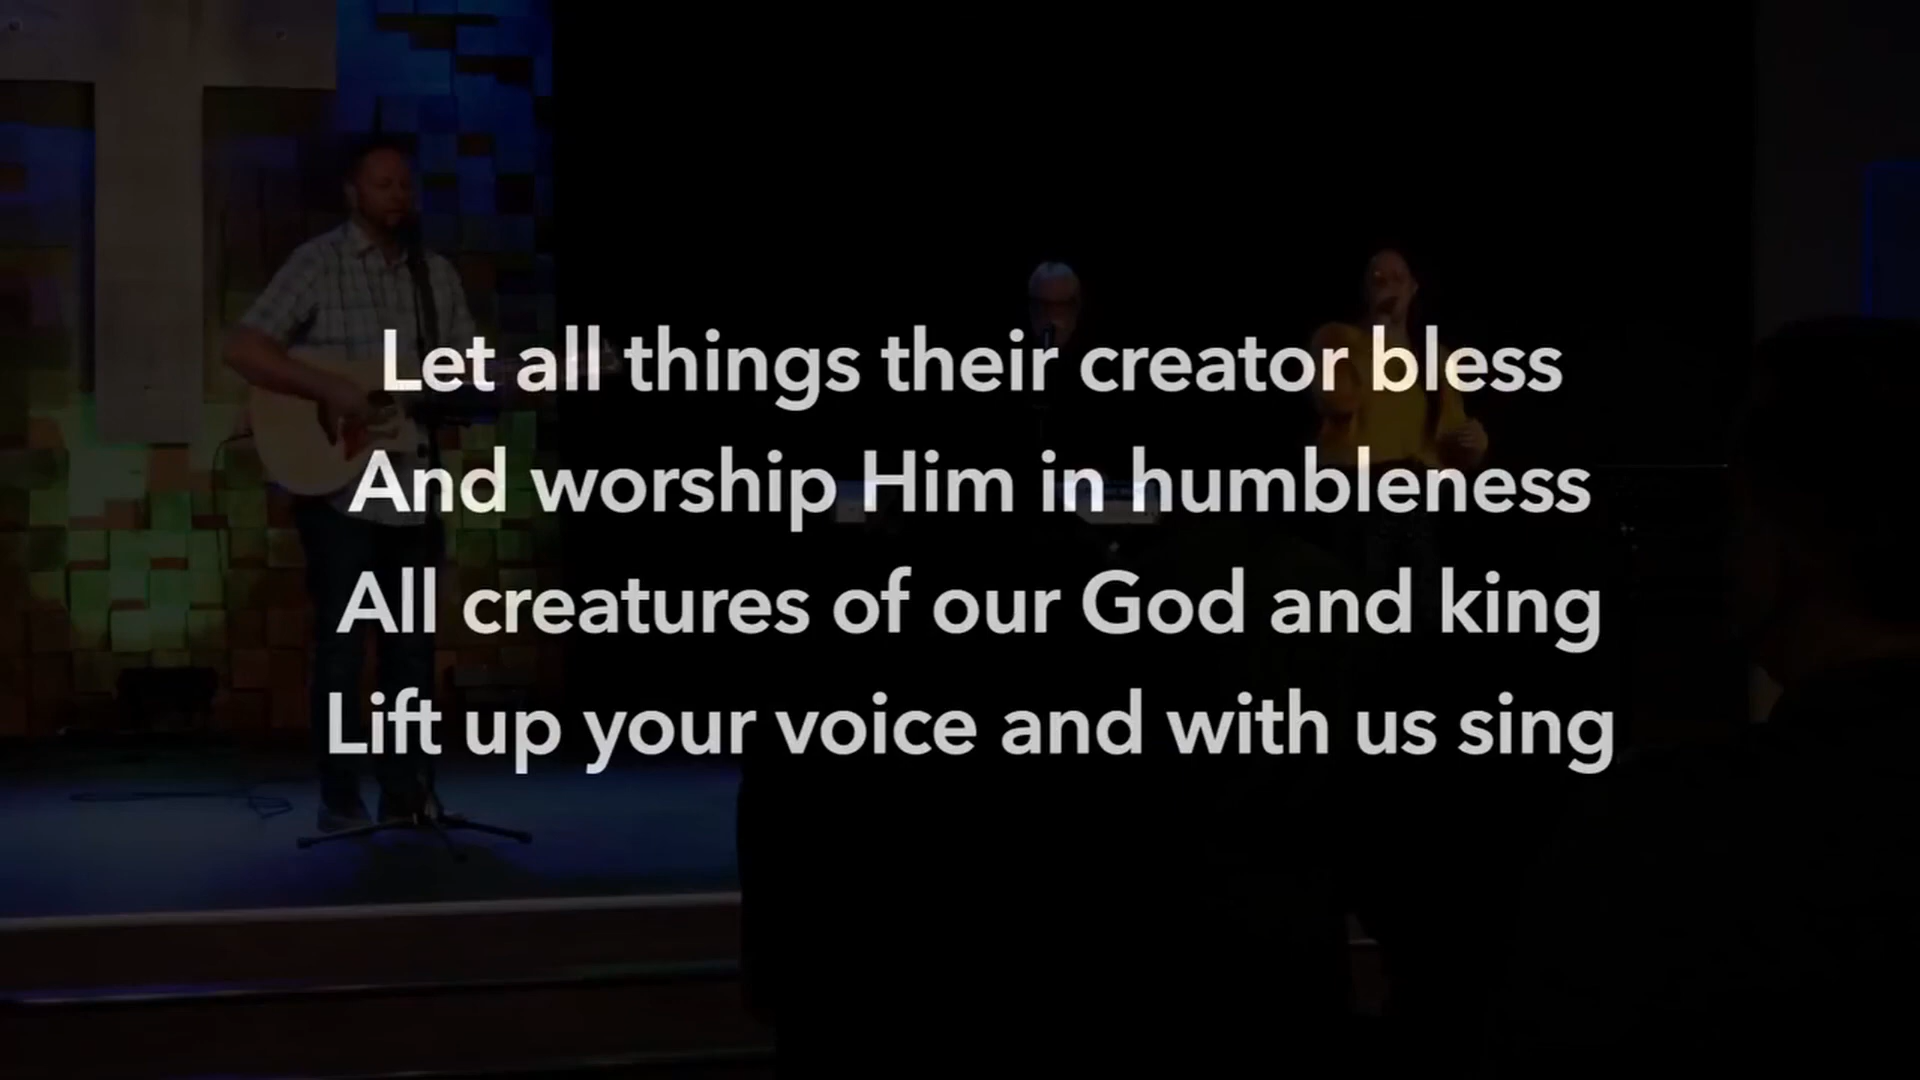 Let all things their creator bless
And worship Him in humbleness
All creatures of our God and king
Lift up your voice and with us sing